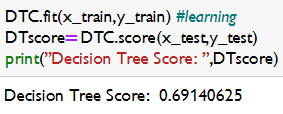 DTC.fit(x_train,y_train) #learning
DTscore= DTC.score(x_test,y_test)
print("Decision Tree Score: ",DTscore)
Decision Tree Score:  0.69140625